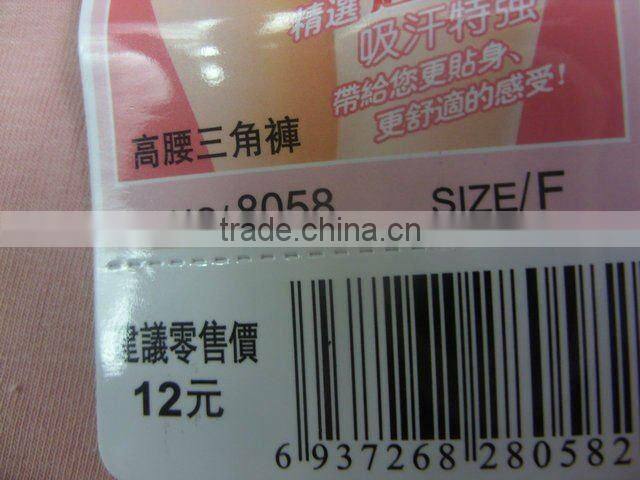 精選
吸汗特強
帶給您更貼身、
更舒適的感受！
高腰三角褲
8058 SIZE/F
trade.china.cn
建議零售價
12元
6 937268 280582